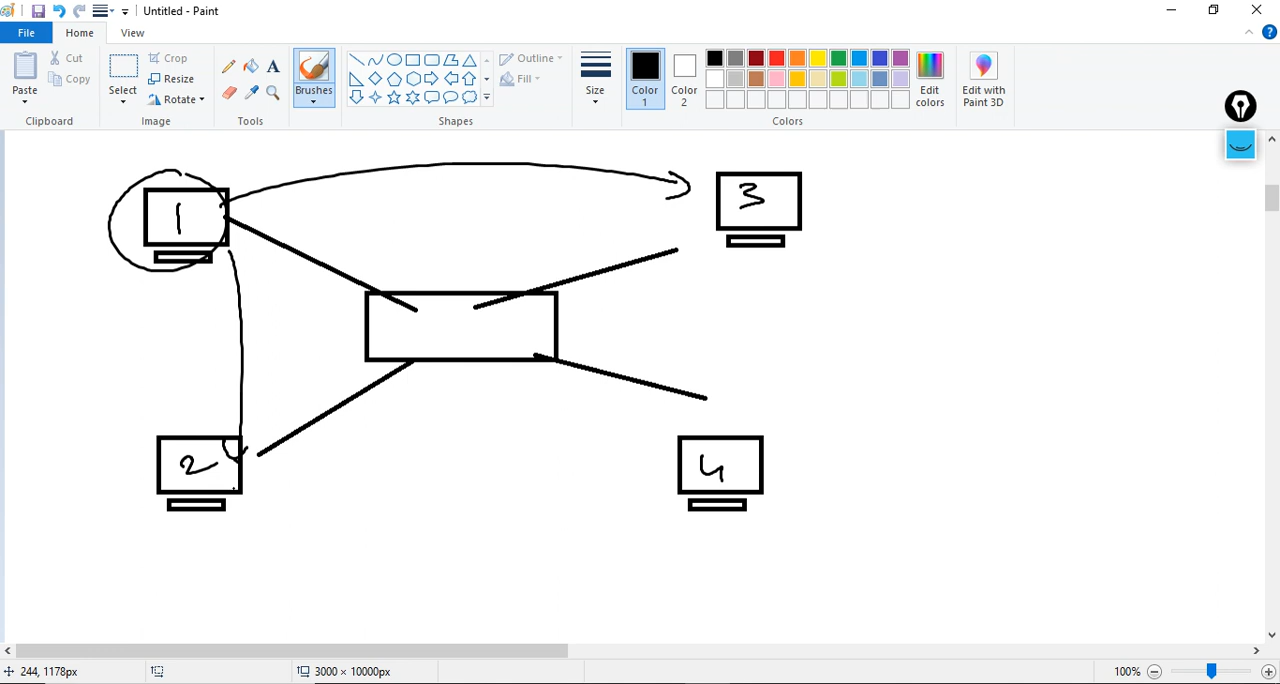 Untitled - Paint
File Home View
Paste Cut Copy Clipboard
Select Crop Resize Rotate Image
A Tools
Brushes
Outline Fill Shapes
Size
Color 1 Color 2 Edit colors Colors
Edit with Paint 3D
1
3
2
4
244, 1178px 3000 × 10000px 100%